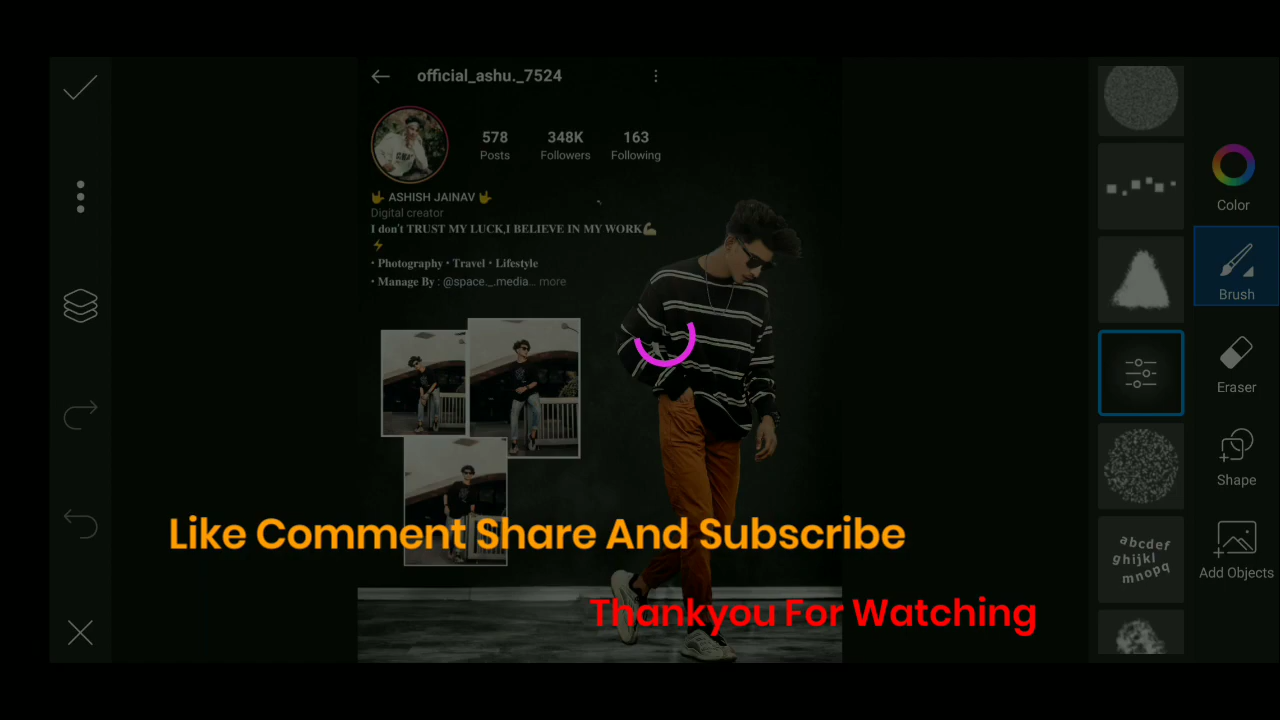 official_ashu._7524
578 348K 163
Posts Followers Following
🤟 ASHISH JAINAV 🤟
Digital creator
I don't TRUST MY LUCK,I BELIEVE IN MY WORK💪
⚡
• Photography • Travel • Lifestyle
• Manage By : @space._.media... more
Color
Brush
Eraser
Shape
abcdef
ghijkl
mnopq
Add Objects
Like Comment Share And Subscribe
Thankyou For Watching